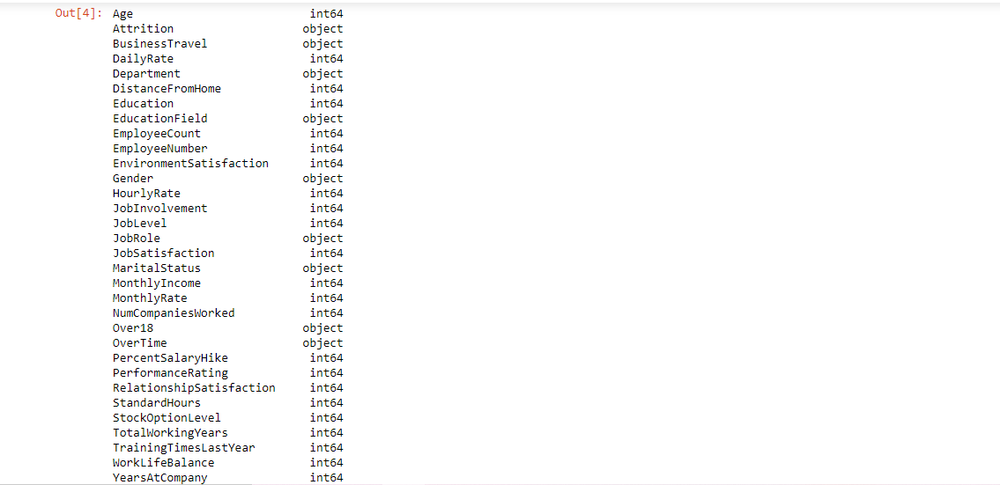 Out[4]: Age int64
Attrition object
BusinessTravel object
DailyRate int64
Department object
DistanceFromHome int64
Education int64
EducationField object
EmployeeCount int64
EmployeeNumber int64
EnvironmentSatisfaction int64
Gender object
HourlyRate int64
JobInvolvement int64
JobLevel int64
JobRole object
JobSatisfaction int64
MaritalStatus object
MonthlyIncome int64
MonthlyRate int64
NumCompaniesWorked int64
Over18 object
OverTime object
PercentSalaryHike int64
PerformanceRating int64
RelationshipSatisfaction int64
StandardHours int64
StockOptionLevel int64
TotalWorkingYears int64
TrainingTimesLastYear int64
WorkLifeBalance int64
YearsAtCompany int64